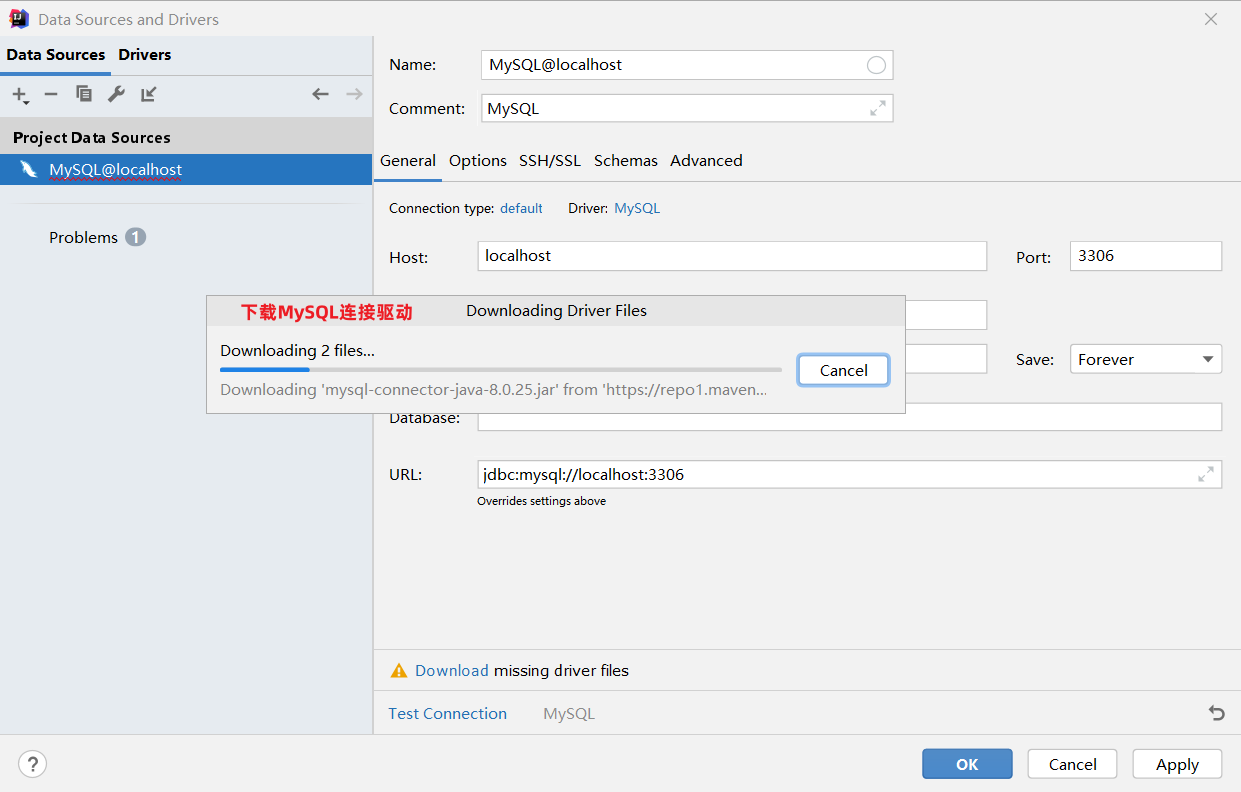 Data Sources and Drivers
Data Sources Drivers
Project Data Sources
MySQL@localhost
Problems 1
Name: MySQL@localhost
Comment: MySQL
General Options SSH/SSL Schemas Advanced
Connection type: default Driver: MySQL
Host: localhost Port: 3306
下载MySQL连接驱动 Downloading Driver Files
Downloading 2 files...
Cancel
Downloading 'mysql-connector-java-8.0.25.jar' from 'https://repo1.maven...
Save: Forever
Database:
URL: jdbc:mysql://localhost:3306
Overrides settings above
Download missing driver files
Test Connection MySQL
? OK Cancel Apply